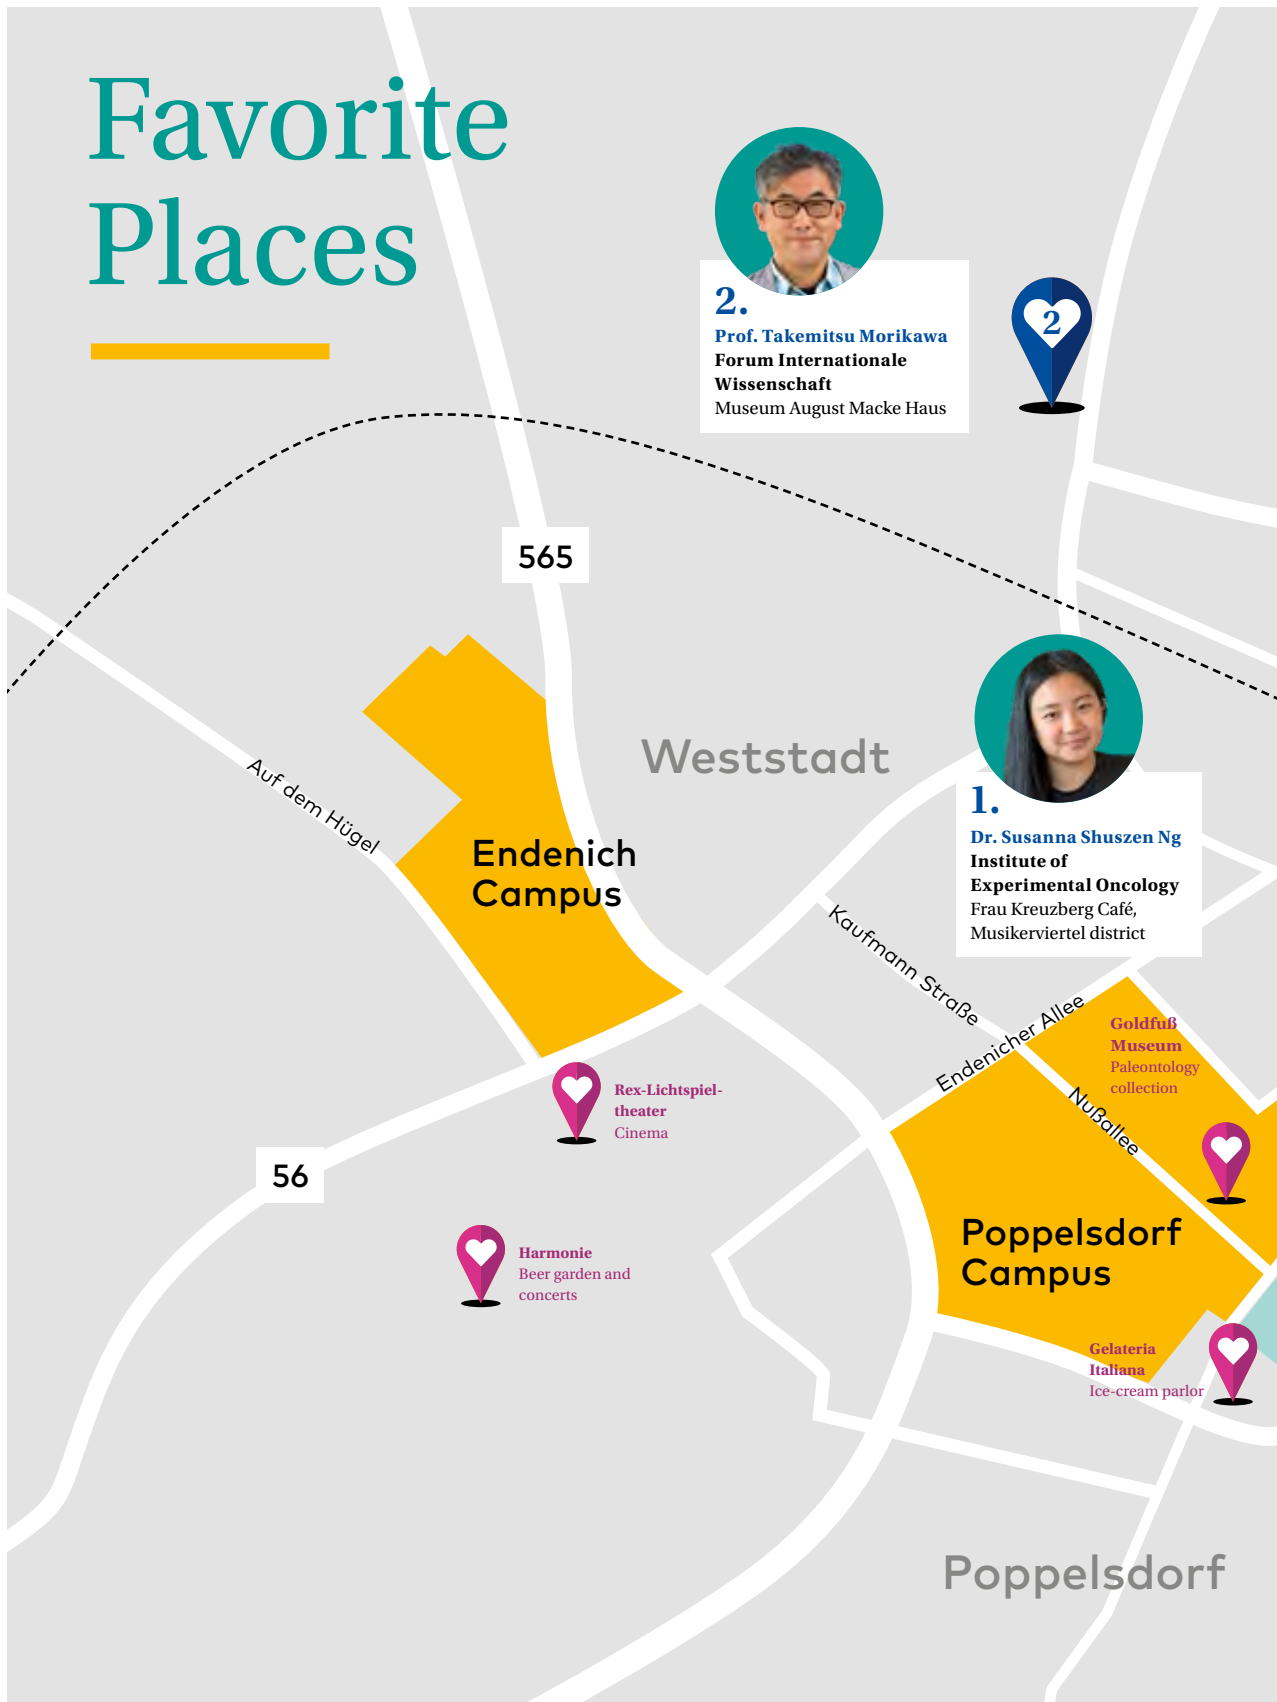 Favorite
Places
2.
Prof. Takemitsu Morikawa
Forum Internationale
Wissenschaft
Museum August Macke Haus
2
565
Weststadt
Auf dem Hügel
Endenich
Campus
1.
Dr. Susanna Shuszen Ng
Institute of
Experimental Oncology
Frau Kreuzberg Café,
Musikerviertel district
Kaufmann Straße
Endenicher Allee
Goldfuß
Museum
Paleontology
collection
Nußallee
Rex-Lichtspiel-
theater
Cinema
56
Harmonie
Beer garden and
concerts
Poppelsdorf
Campus
Gelateria
Italiana
Ice-cream parlor
Poppelsdorf